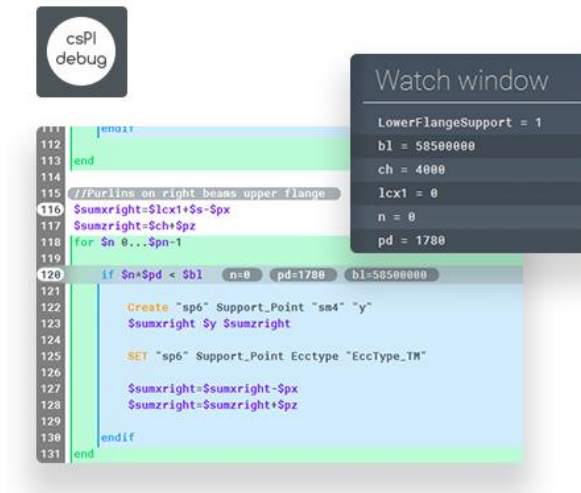 csPI
debug
Watch window
LowerFlangeSupport = 1
bl = 58500000
ch = 4000
lcx1 = 0
n = 0
pd = 1780
111 endif
112
113 end
114
115 //Purlins on right beams upper flange
116 $sumxright=$lcx1+$s-$px
117 $sumzright=$ch+$pz
118 for $n 0...$pn-1
119
120 if $n*$pd < $bl n=0 pd=1780 bl=58500000
121
122 Create "sp6" Support_Point "sm4" "y"
123 $sumxright $y $sumzright
124
125 SET "sp6" Support_Point Ecctype "EccType_TM"
126
127 $sumxright=$sumxright-$px
128 $sumzright=$sumzright+$pz
129
130 endif
131 end